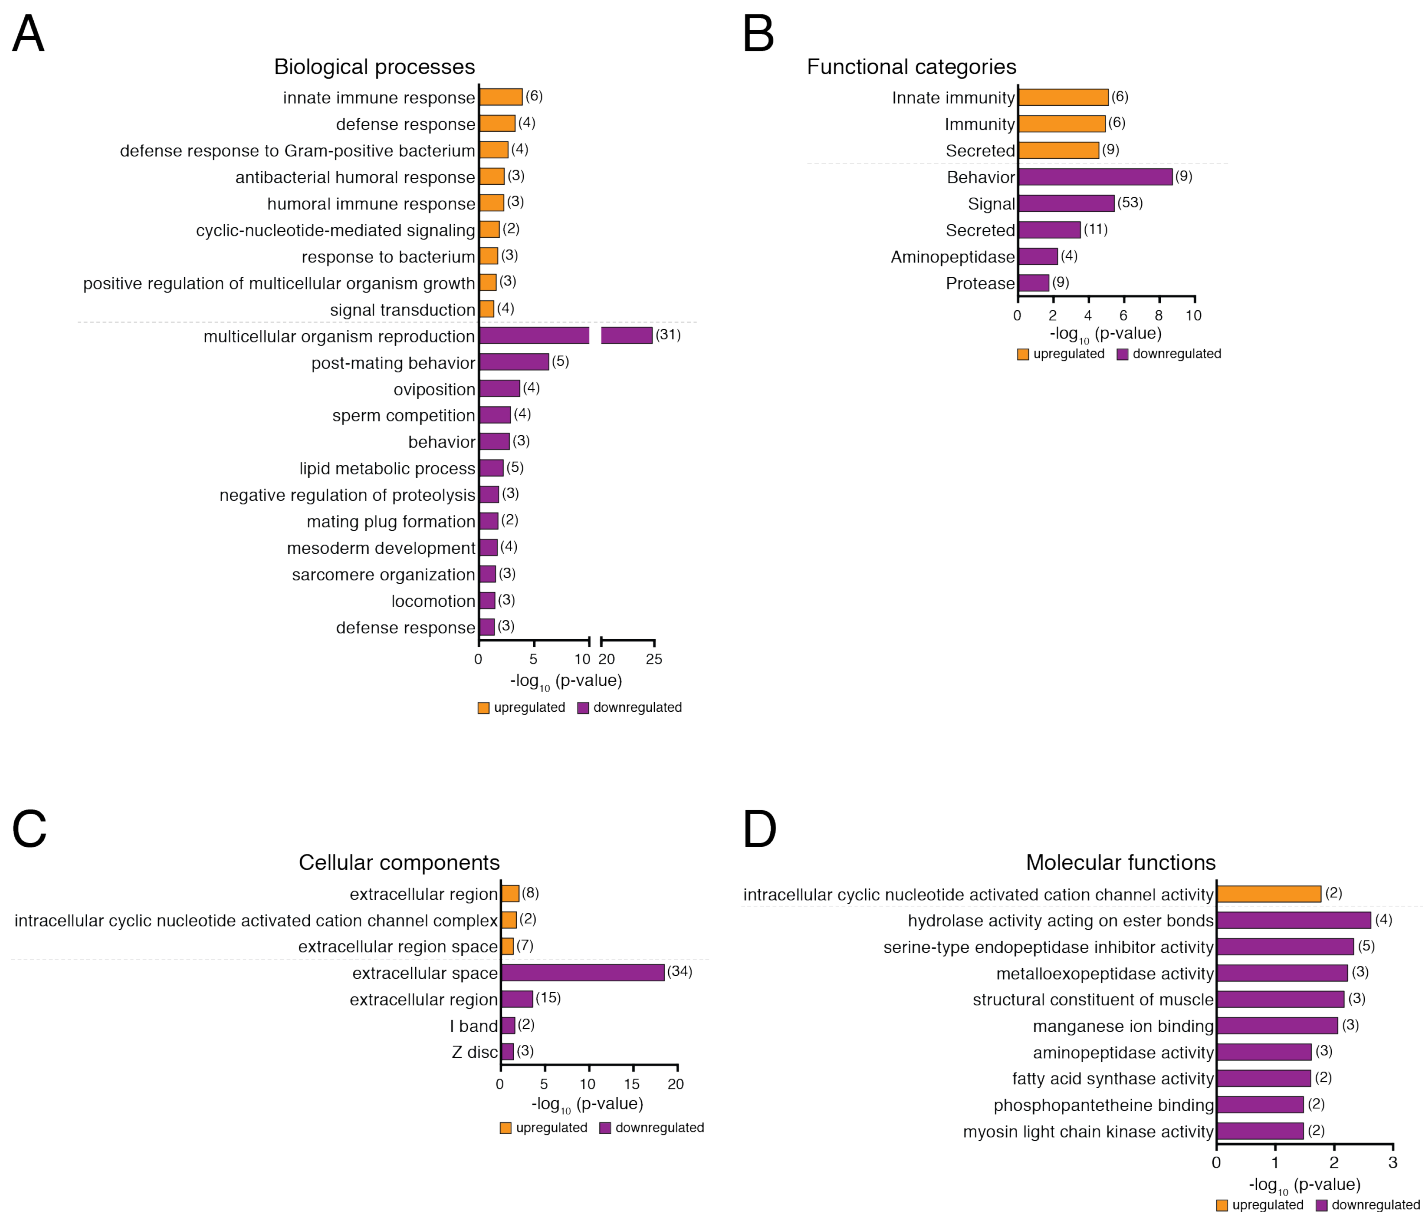 A
Biological processes
innate immune response (6)
defense response (4)
defense response to Gram-positive bacterium (4)
antibacterial humoral response (3)
humoral immune response (3)
cyclic-nucleotide-mediated signaling (2)
response to bacterium (3)
positive regulation of multicellular organism growth (3)
signal transduction (4)
multicellular organism reproduction (31)
post-mating behavior (5)
oviposition (4)
sperm competition (4)
behavior (3)
lipid metabolic process (5)
negative regulation of proteolysis (3)
mating plug formation (2)
mesoderm development (4)
sarcomere organization (3)
locomotion (3)
defense response (3)
0 5 10 20 25
-log10 (p-value)
upregulated downregulated
B
Functional categories
Innate immunity (6)
Immunity (6)
Secreted (9)
Behavior (9)
Signal (53)
Secreted (11)
Aminopeptidase (4)
Protease (9)
0 2 4 6 8 10
-log10 (p-value)
upregulated downregulated
C
Cellular components
extracellular region (8)
intracellular cyclic nucleotide activated cation channel complex (2)
extracellular region space (7)
extracellular space (34)
extracellular region (15)
I band (2)
Z disc (3)
0 5 10 15 20
-log10 (p-value)
upregulated downregulated
D
Molecular functions
intracellular cyclic nucleotide activated cation channel activity (2)
hydrolase activity acting on ester bonds (4)
serine-type endopeptidase inhibitor activity (5)
metalloexopeptidase activity (3)
structural constituent of muscle (3)
manganese ion binding (3)
aminopeptidase activity (3)
fatty acid synthase activity (2)
phosphopantetheine binding (2)
myosin light chain kinase activity (2)
0 1 2 3
-log10 (p-value)
upregulated downregulated